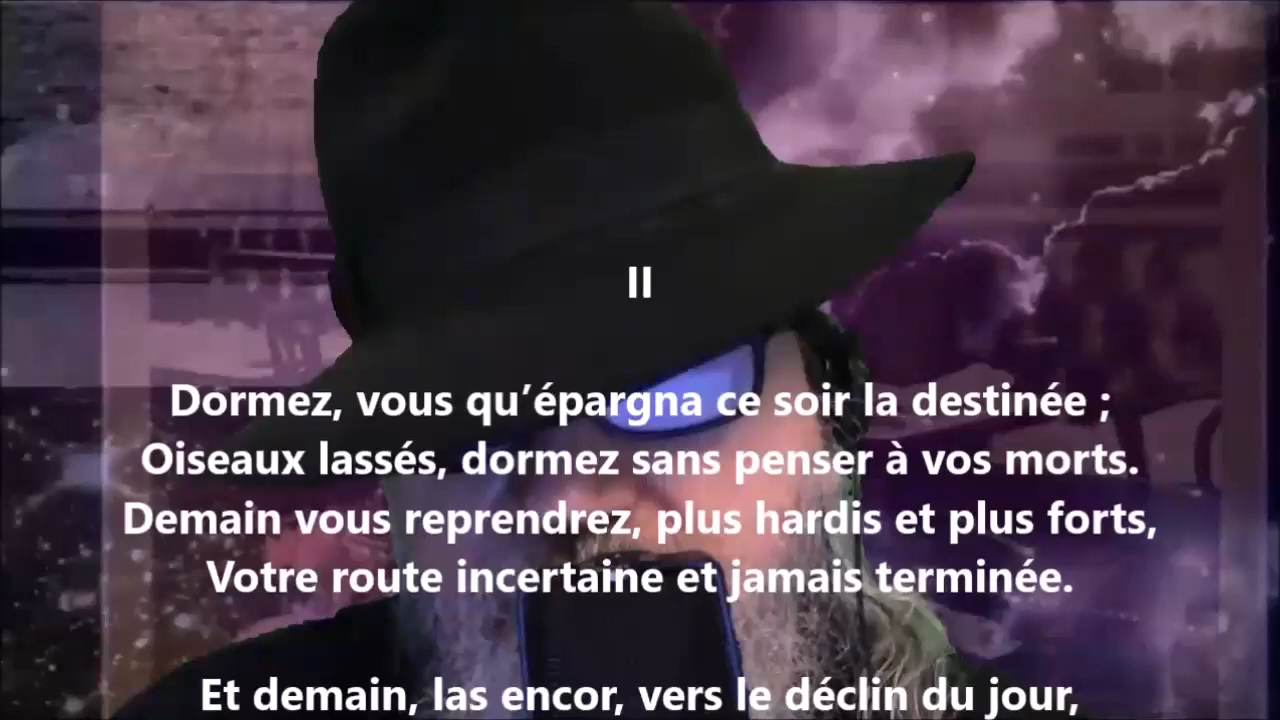 II
Dormez, vous qu’épargna ce soir la destinée ;
Oiseaux lassés, dormez sans penser à vos morts.
Demain vous reprendrez, plus hardis et plus forts,
Votre route incertaine et jamais terminée.
Et demain, las encor, vers le déclin du jour,